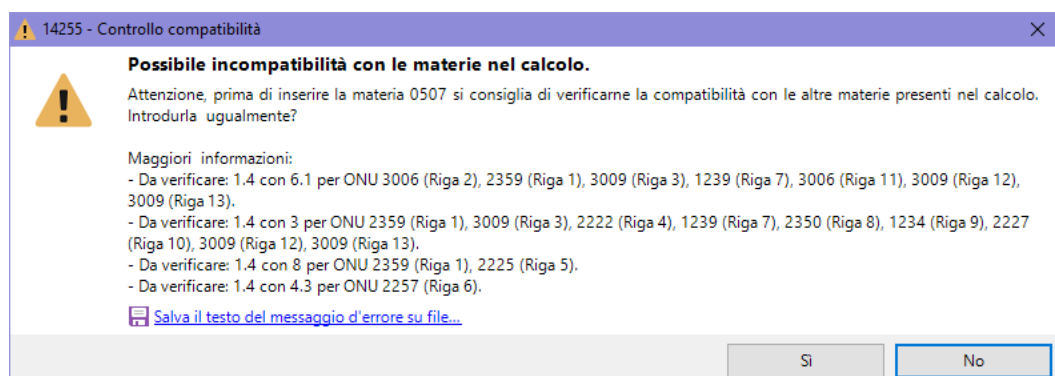 14255 - Controllo compatibilità
Possibile incompatibilità con le materie nel calcolo.
Attenzione, prima di inserire la materia 0507 si consiglia di verificarne la compatibilità con le altre materie presenti nel calcolo.
Introdurla ugualmente?
Maggiori informazioni:
- Da verificare: 1.4 con 6.1 per ONU 3006 (Riga 2), 2359 (Riga 1), 3009 (Riga 3), 1239 (Riga 7), 3006 (Riga 11), 3009 (Riga 12),
3009 (Riga 13).
- Da verificare: 1.4 con 3 per ONU 2359 (Riga 1), 3009 (Riga 3), 2222 (Riga 4), 1239 (Riga 7), 2350 (Riga 8), 1234 (Riga 9), 2227
(Riga 10), 3009 (Riga 12), 3009 (Riga 13).
- Da verificare: 1.4 con 8 per ONU 2359 (Riga 1), 2225 (Riga 5).
- Da verificare: 1.4 con 4.3 per ONU 2257 (Riga 6).
Salva il testo del messaggio d'errore su file...
Sì No